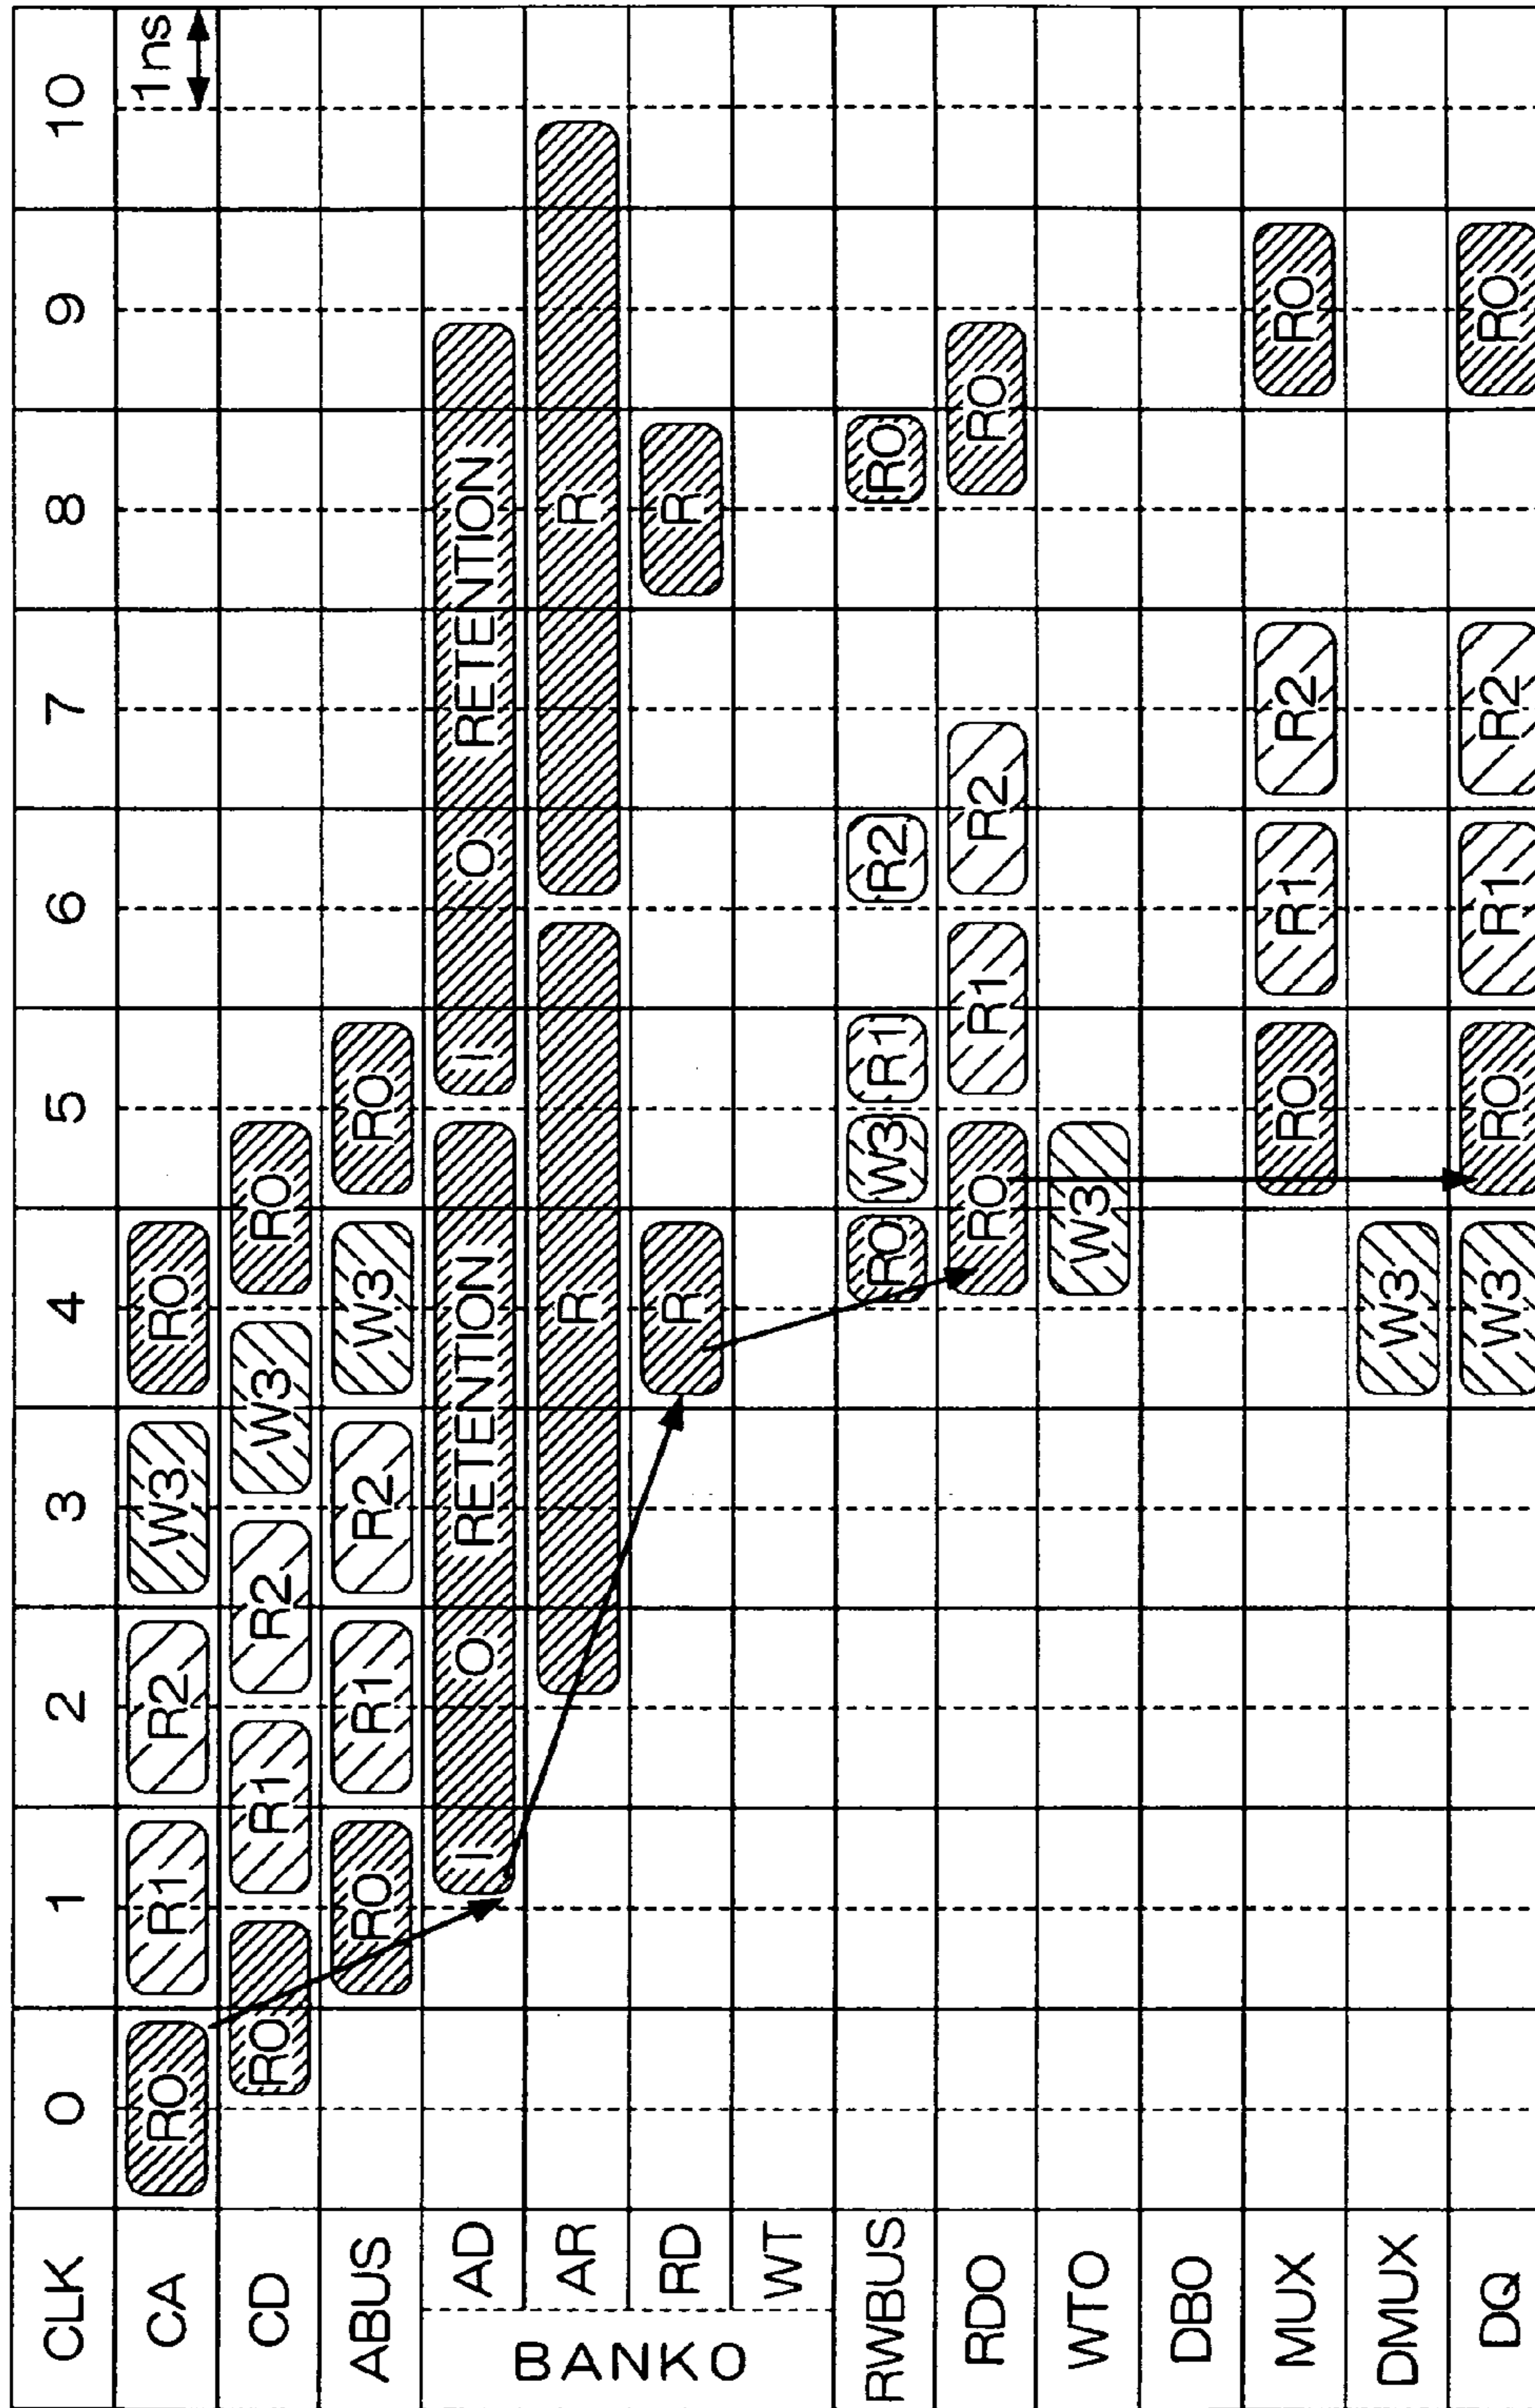 CLK 0 1 2 3 4 5 6 7 8 9 10
CA R0 R1 R2 W3 R0 1ns
CD R0 R1 R2 W3 R0
ABUS R0 R1 R2 W3 R0
BANK0
AD I O RETENTION I O RETENTION
AR R R
RD R R
WT
RWBUS R0 W3 R1 R2 R0
RDO R0 R1 R2 R0
WTO W3
DBO
MUX R0 R1 R2 R0
DMUX W3
DQ W3 R0 R1 R2 R0